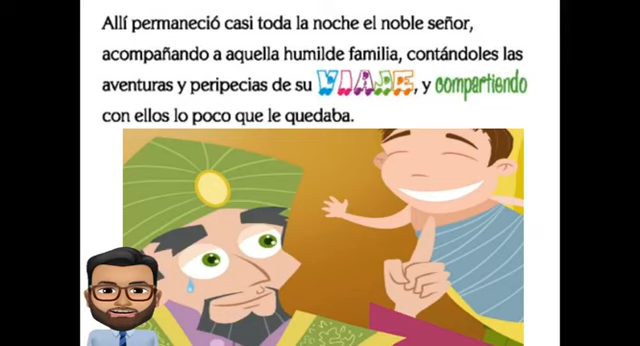 Allí permaneció casi toda la noche el noble señor,
acompañando a aquella humilde familia, contándoles las
aventuras y peripecias de su VIAJE, y compartiendo
con ellos lo poco que le quedaba.